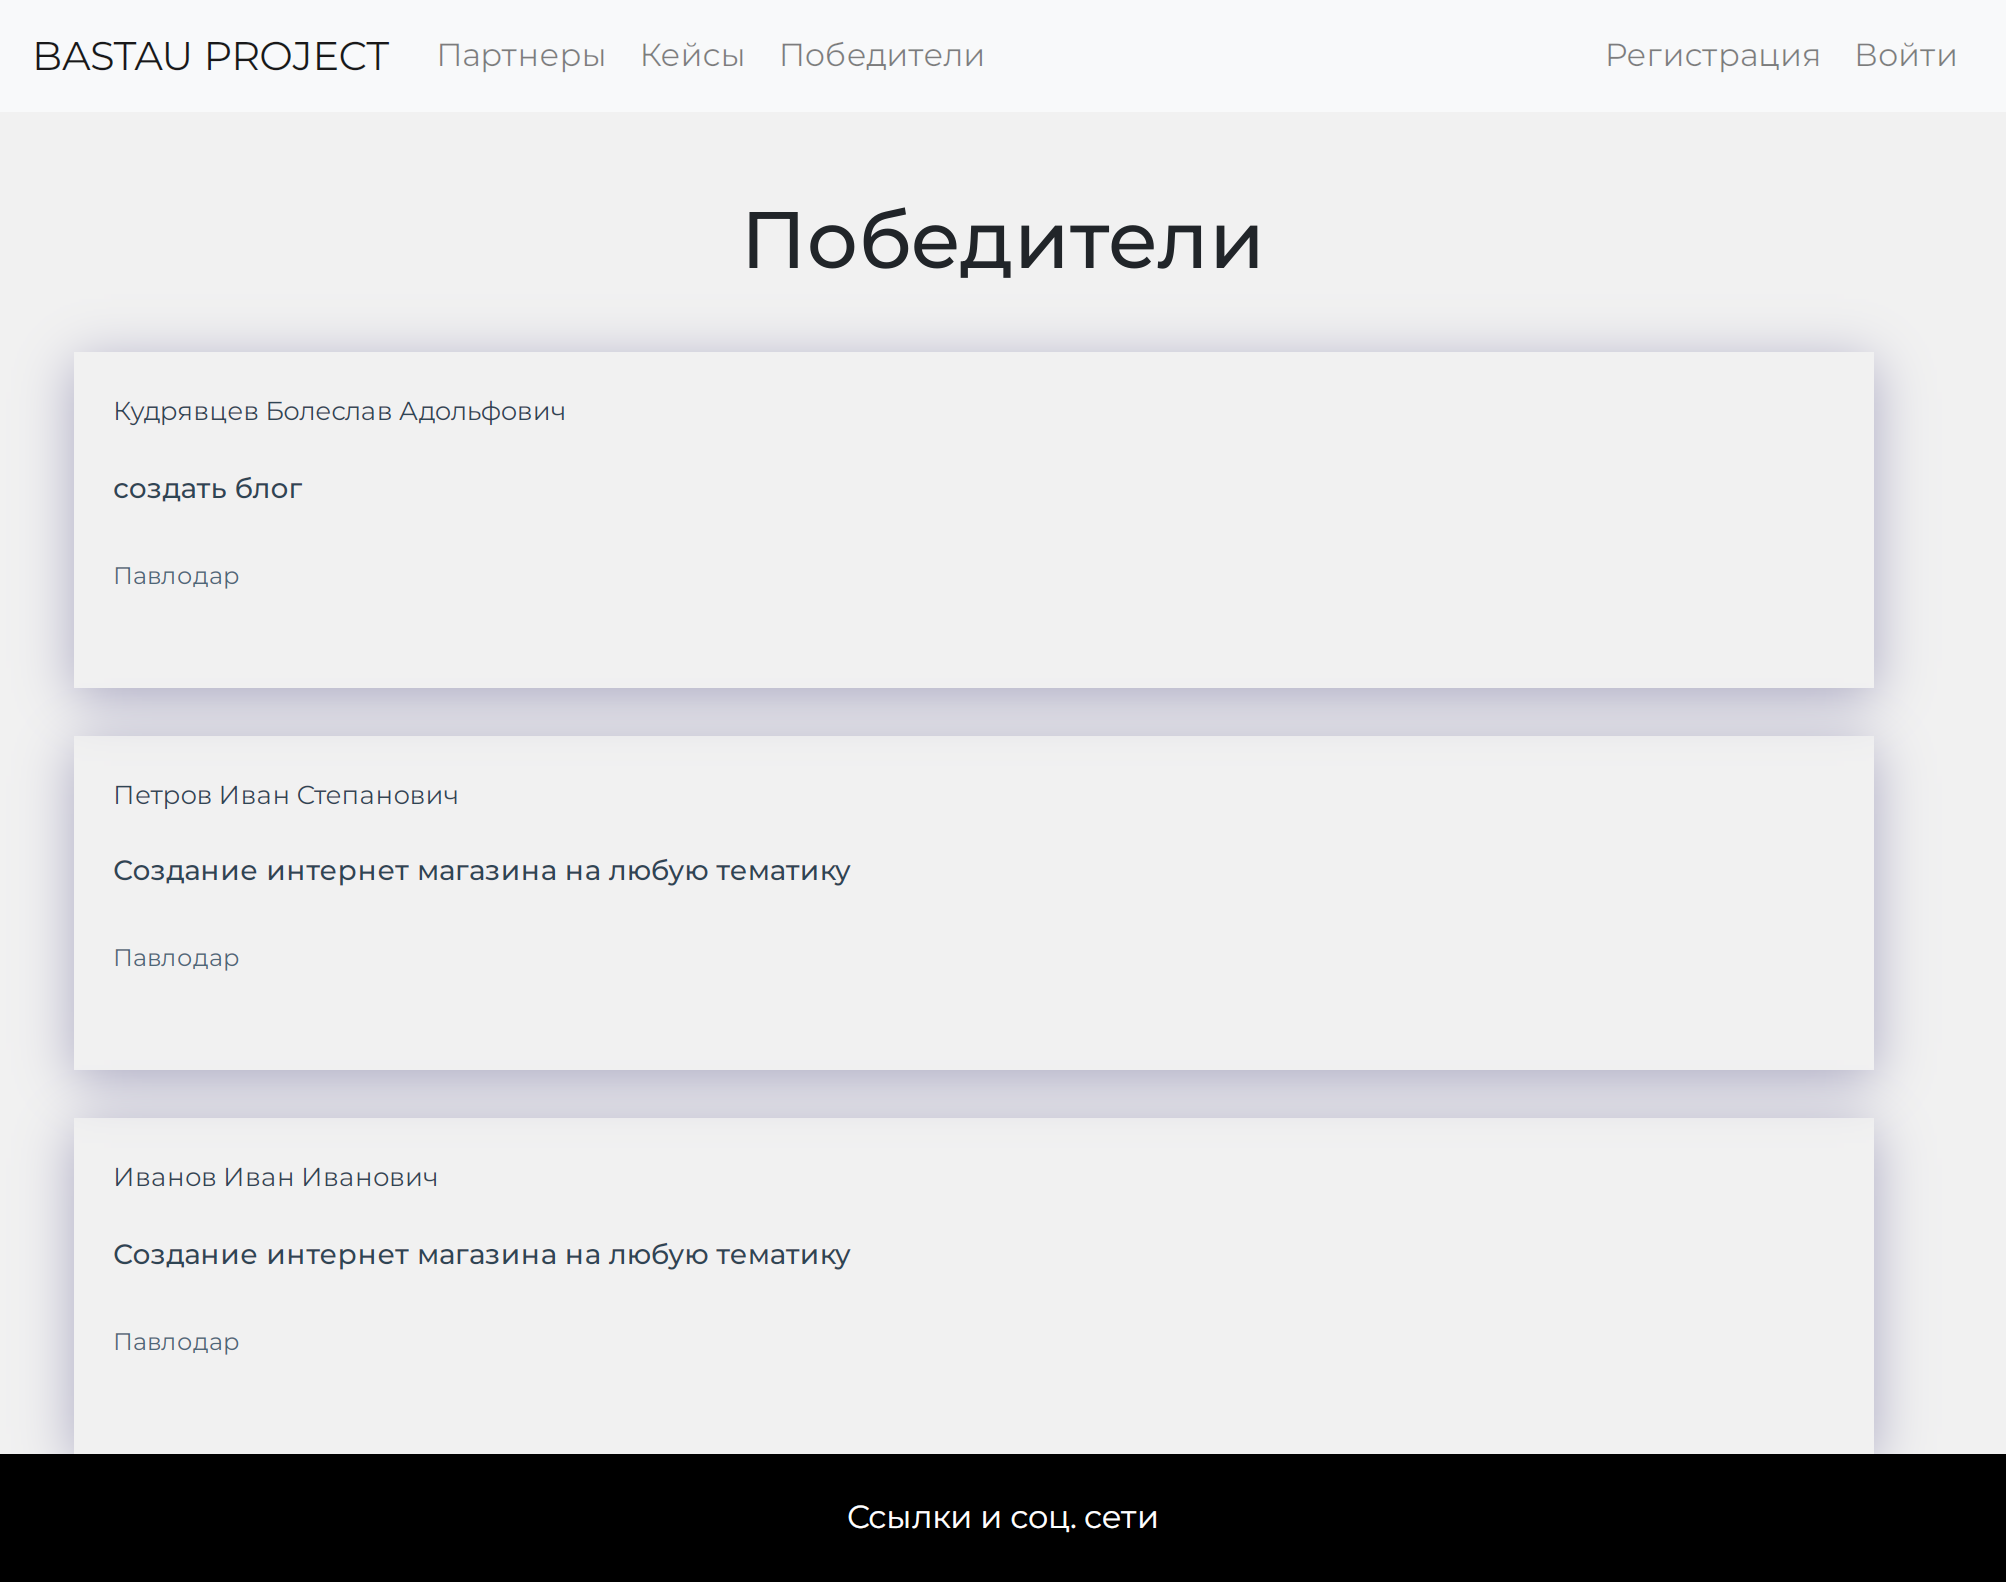 BASTAU PROJECT Партнеры Кейсы Победители Регистрация Войти
Победители
Кудрявцев Болеслав Адольфович
создать блог
Павлодар
Петров Иван Степанович
Создание интернет магазина на любую тематику
Павлодар
Иванов Иван Иванович
Создание интернет магазина на любую тематику
Павлодар
Ссылки и соц. сети